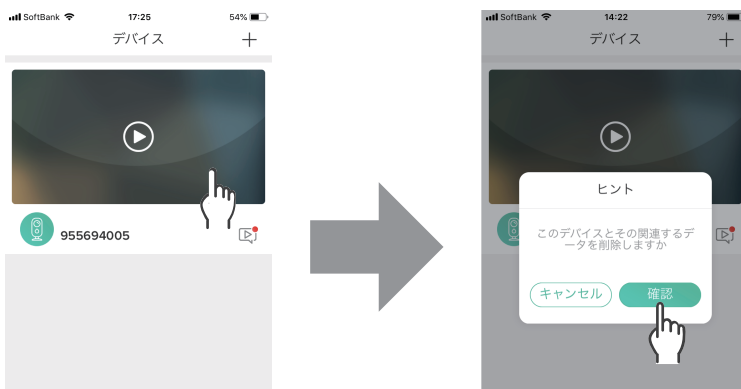 SoftBank 17:25 54%
デバイス
955694005
SoftBank 14:22 79%
デバイス
ヒント
このデバイスとその関連するデ
ータを削除しますか
キャンセル 確認